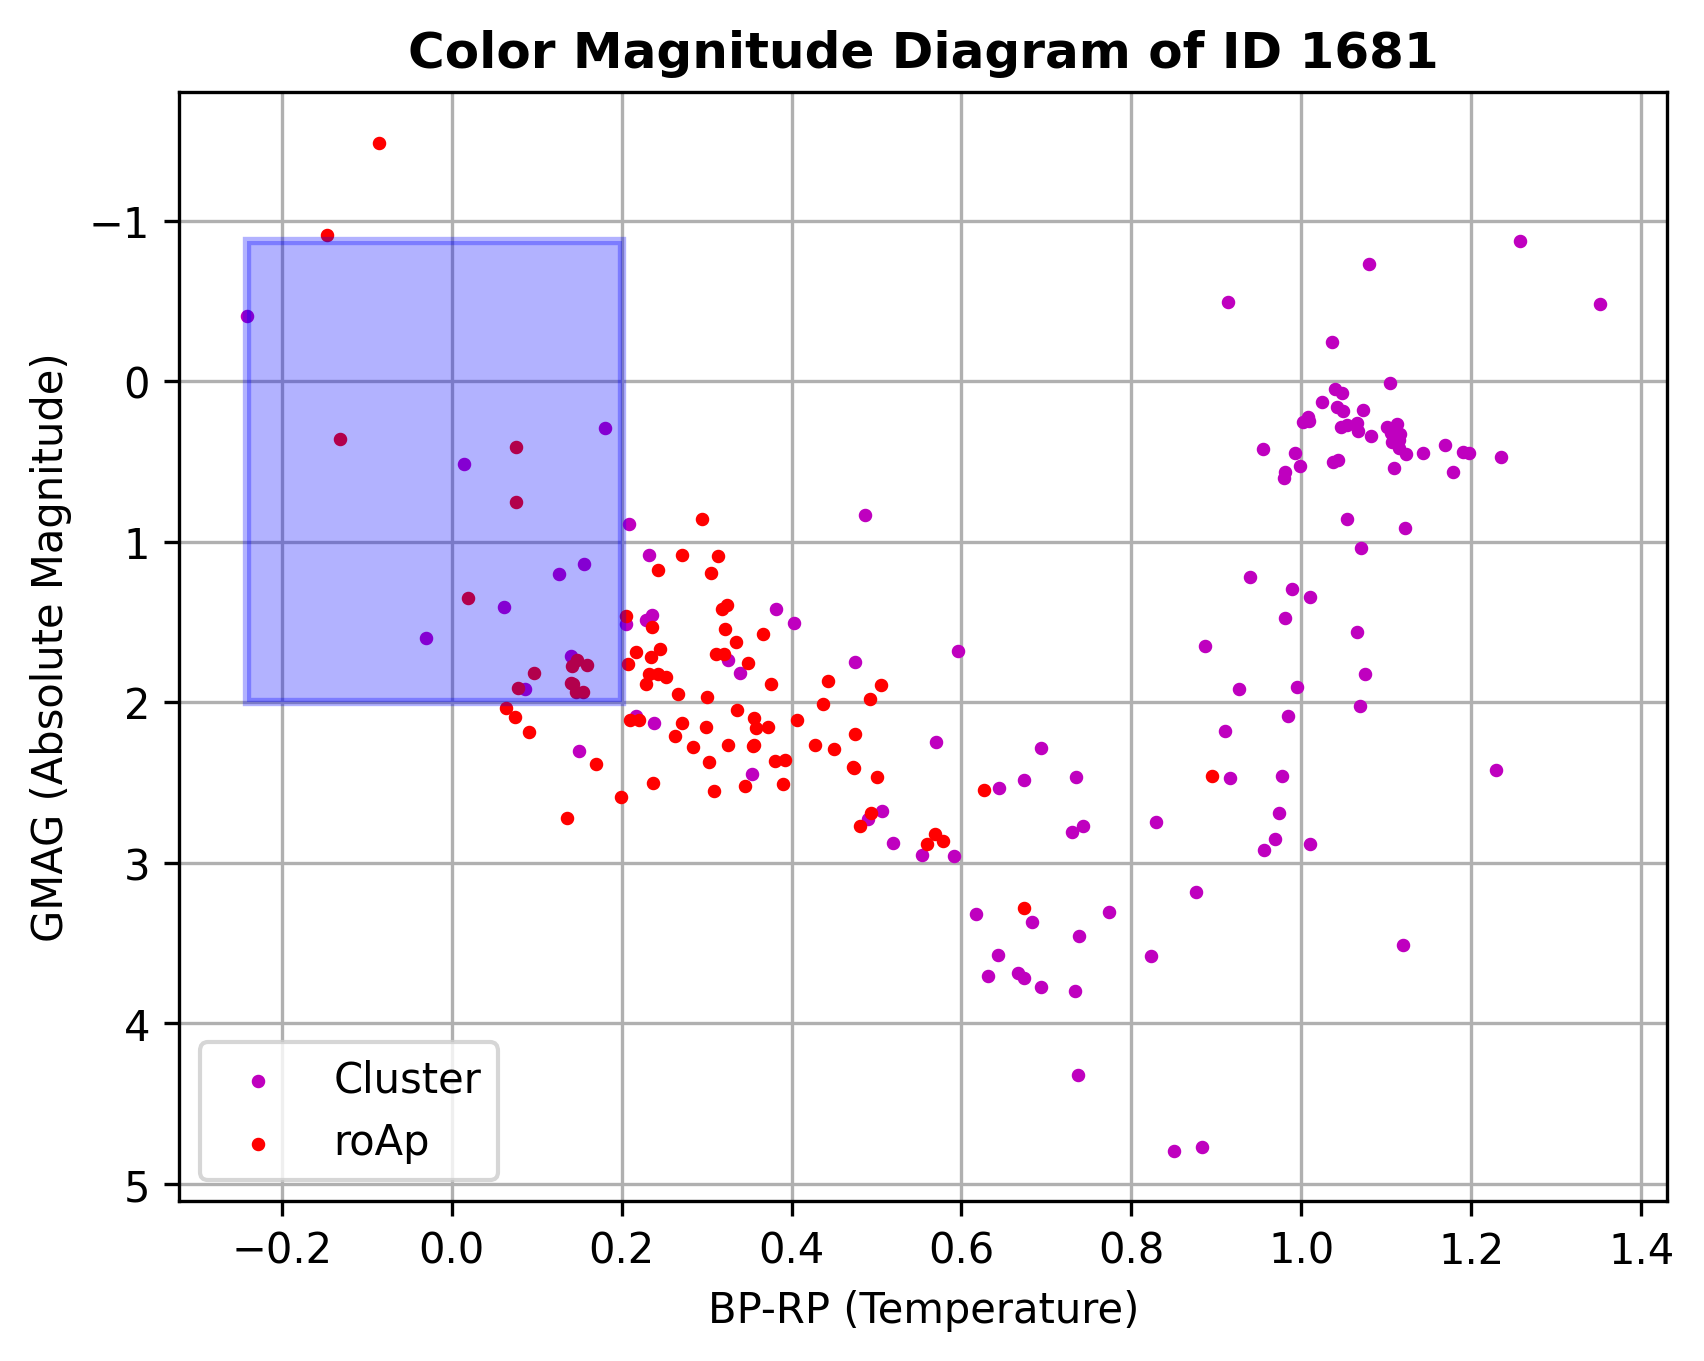 Color Magnitude Diagram of ID 1681
GMAG (Absolute Magnitude)
−1
0
1
2
3
4
5
Cluster
roAp
−0.2 0.0 0.2 0.4 0.6 0.8 1.0 1.2 1.4
BP-RP (Temperature)